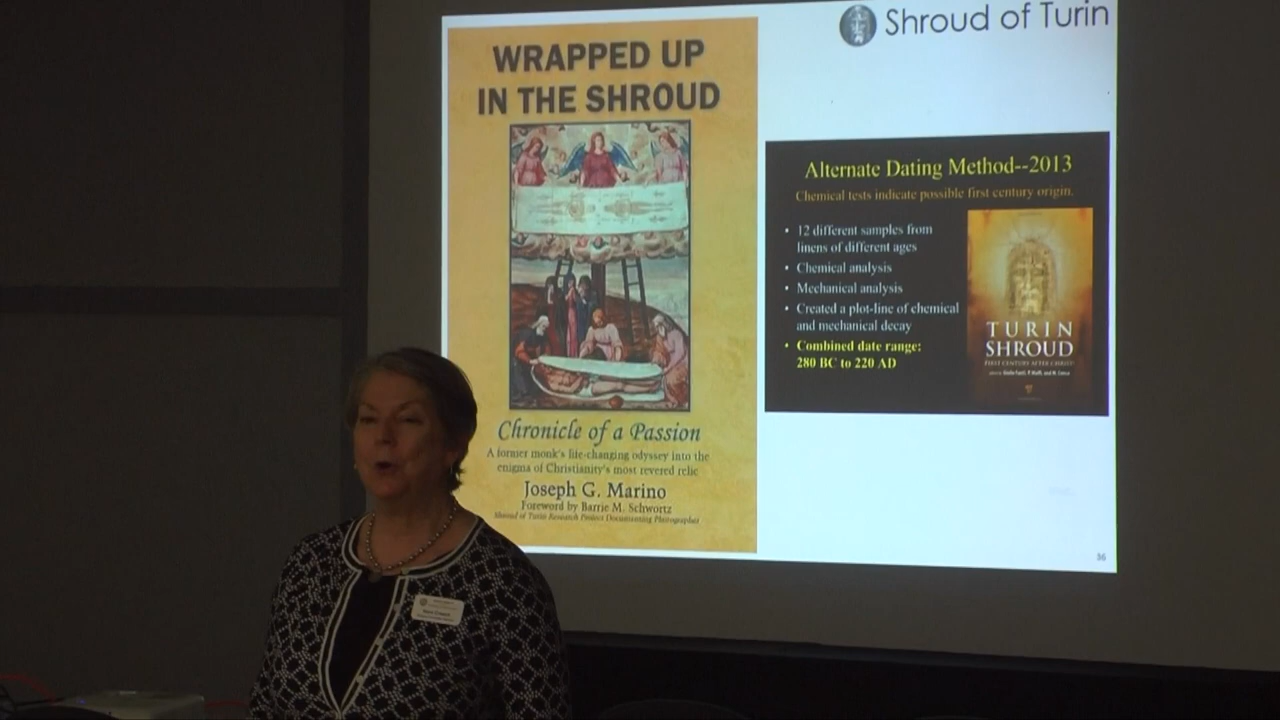 Shroud of Turin
WRAPPED UP
IN THE SHROUD
Chronicle of a Passion
A former monk's life-changing odyssey into the
enigma of Christianity's most revered relic
Joseph G. Marino
Foreword by Barrie M. Schwortz
Shroud of Turin Research Project Documenting Photographer
Alternate Dating Method--2013
Chemical tests indicate possible first century origin.
• 12 different samples from
linens of different ages
• Chemical analysis
• Mechanical analysis
• Created a plot-line of chemical
and mechanical decay
• Combined date range:
280 BC to 220 AD
TURIN
SHROUD
FIRST CENTURY AFTER CHRIST
36